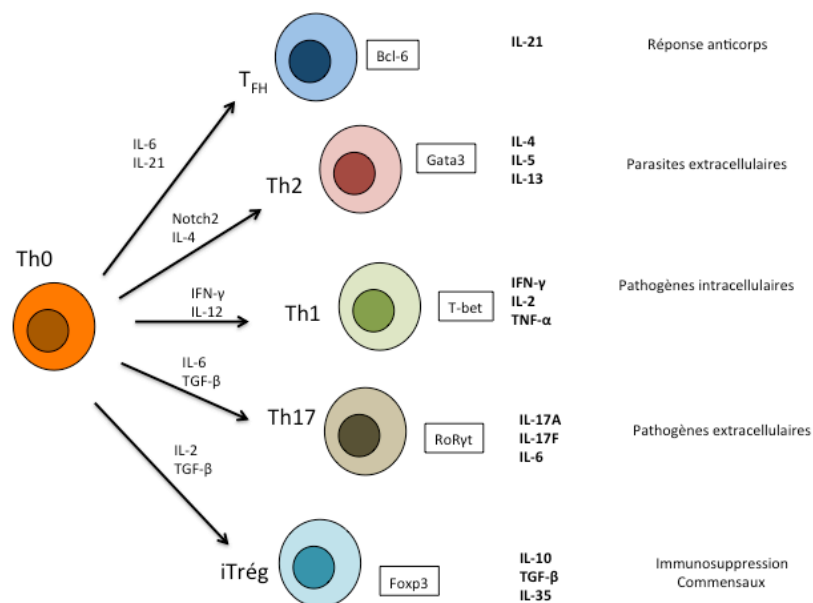 IL-21
Réponse anticorps
Bcl-6
T FH
IL-6
IL-21
IL-4
IL-5
IL-13
Gata3
Parasites extracellulaires
Th2
Notch2
IL-4
Th0
IFN-γ
IL-12
Th1
T-bet
IFN-γ
IL-2
TNF-α
Pathogènes intracellulaires
IL-6
TGF-β
Th17
RoRγt
IL-17A
IL-17F
IL-6
Pathogènes extracellulaires
IL-2
TGF-β
iTrég
Foxp3
IL-10
TGF-β
IL-35
Immunosuppression
Commensaux